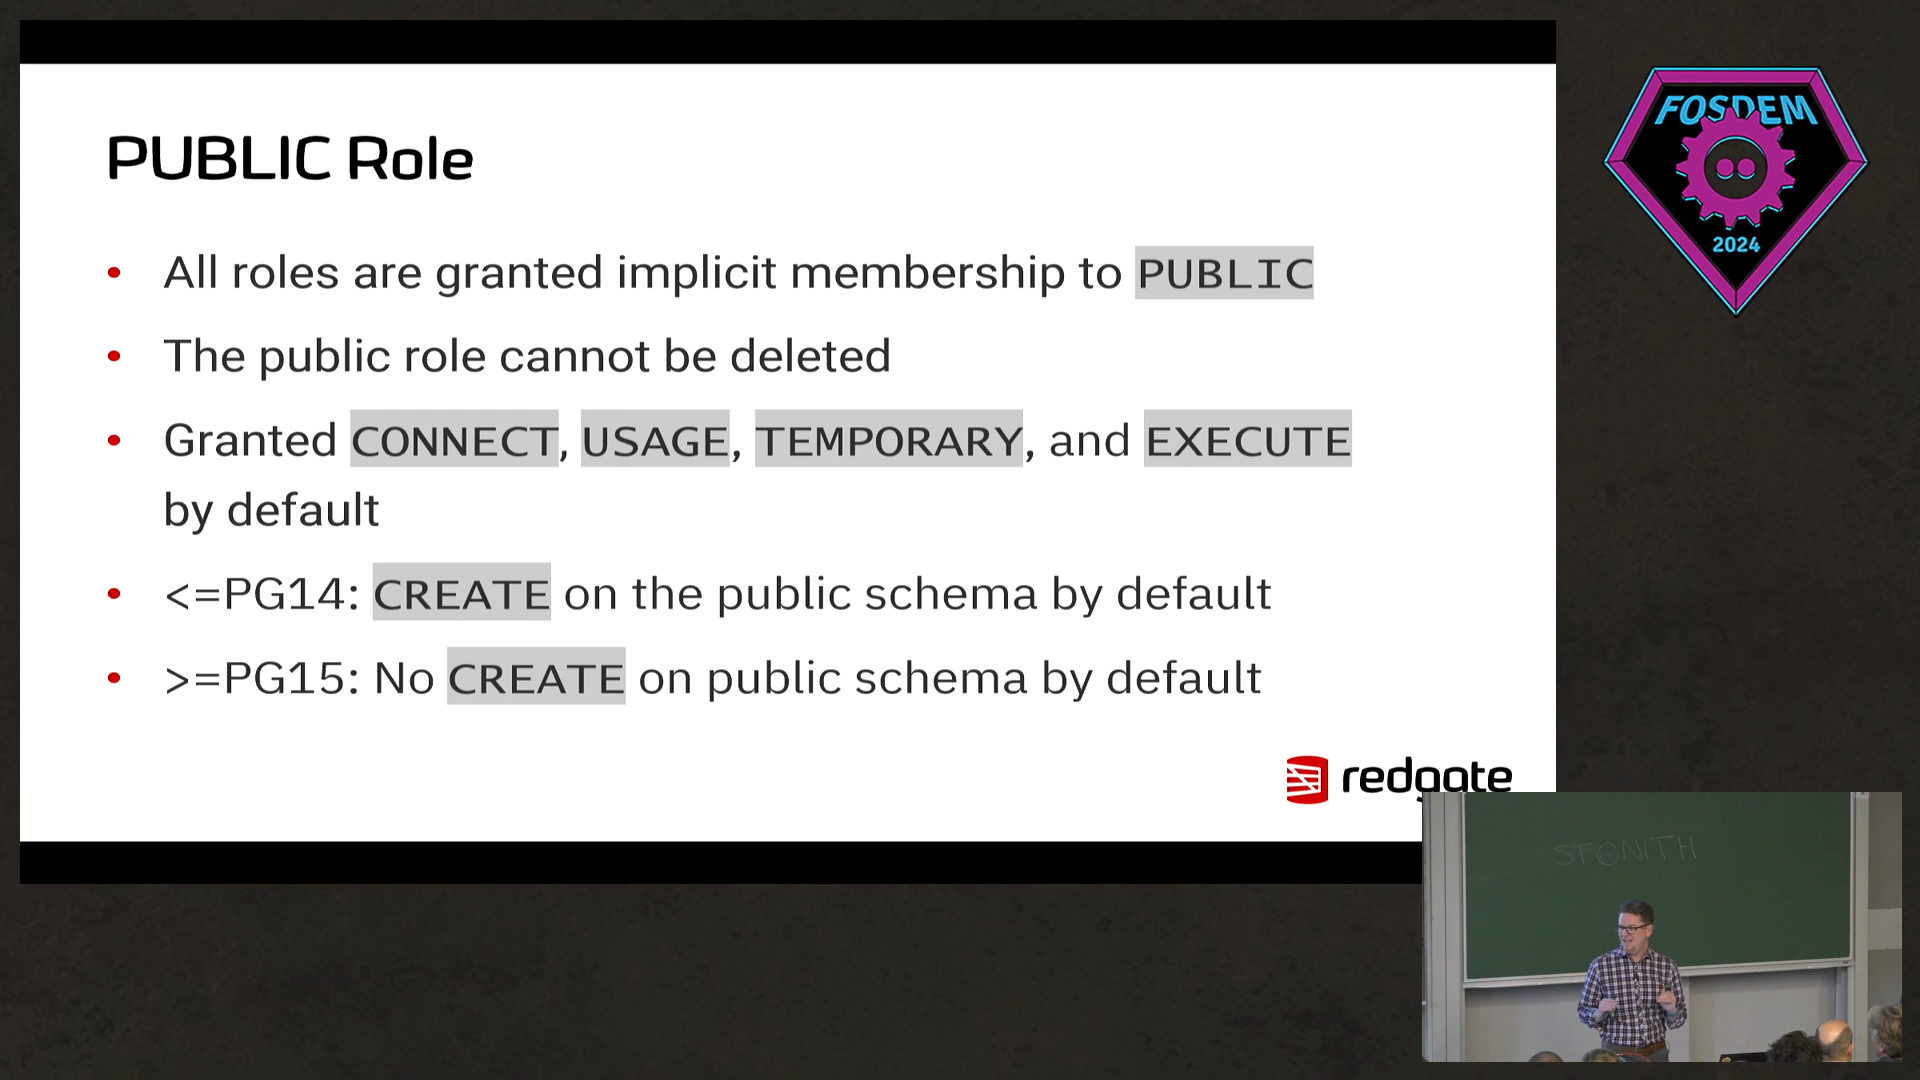 PUBLIC Role
• All roles are granted implicit membership to PUBLIC
• The public role cannot be deleted
• Granted CONNECT, USAGE, TEMPORARY, and EXECUTE
by default
• <=PG14: CREATE on the public schema by default
• >=PG15: No CREATE on public schema by default
redgate
FOSDEM
2024
STONITH